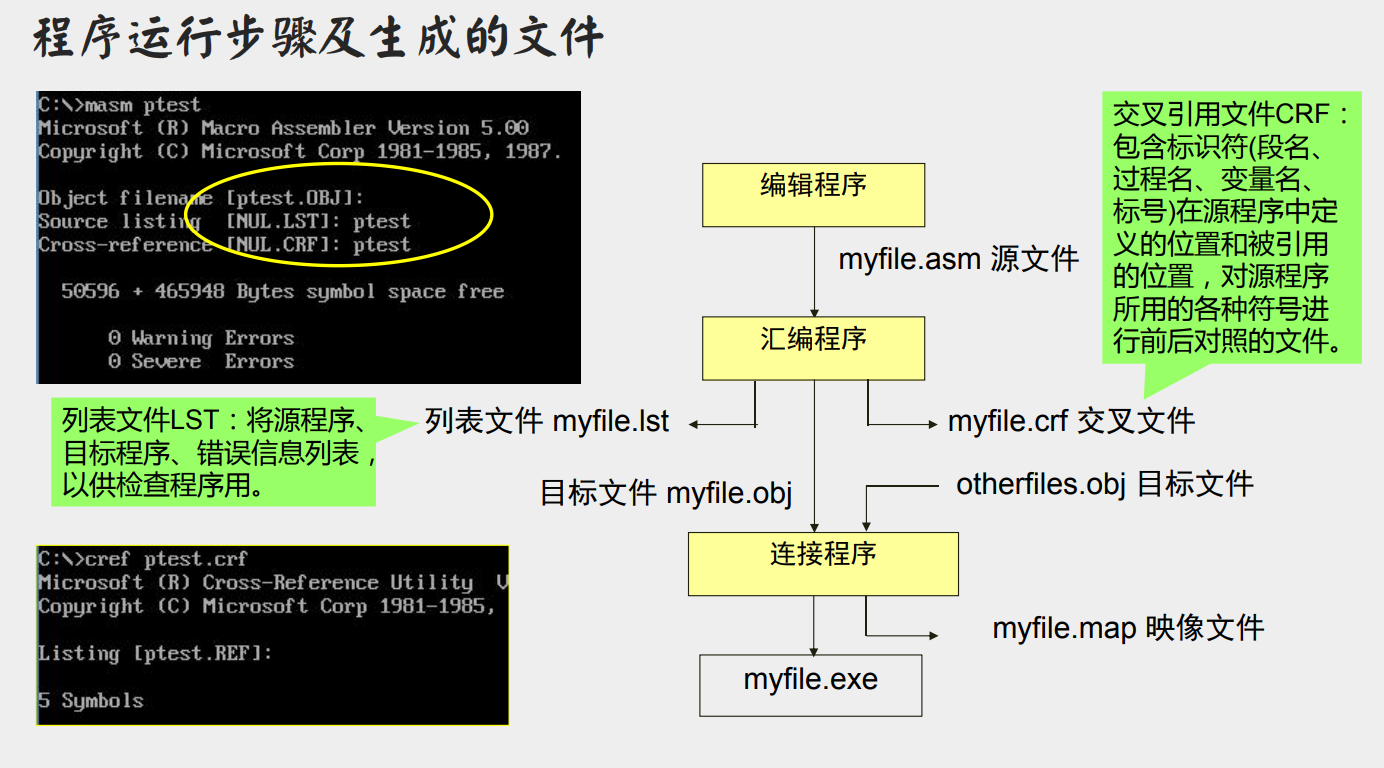 程序运行步骤及生成的文件
C:\>masm ptest
Microsoft (R) Macro Assembler Version 5.00
Copyright (C) Microsoft Corp 1981-1985, 1987.
Object filename [ptest.OBJ]:
Source listing  [NUL.LST]: ptest
Cross-reference [NUL.CRF]: ptest
50596 + 465948 Bytes symbol space free
0 Warning Errors
0 Severe  Errors
列表文件LST：将源程序、
目标程序、错误信息列表，
以供检查程序用。
C:\>cref ptest.crf
Microsoft (R) Cross-Reference Utility  V
Copyright (C) Microsoft Corp 1981-1985,
Listing [ptest.REF]:
5 Symbols
编辑程序
myfile.asm 源文件
汇编程序
列表文件 myfile.lst
myfile.crf 交叉文件
目标文件 myfile.obj
otherfiles.obj 目标文件
连接程序
myfile.map 映像文件
myfile.exe
交叉引用文件CRF：
包含标识符(段名、
过程名、变量名、
标号)在源程序中定
义的位置和被引用
的位置，对源程序
所用的各种符号进
行前后对照的文件。